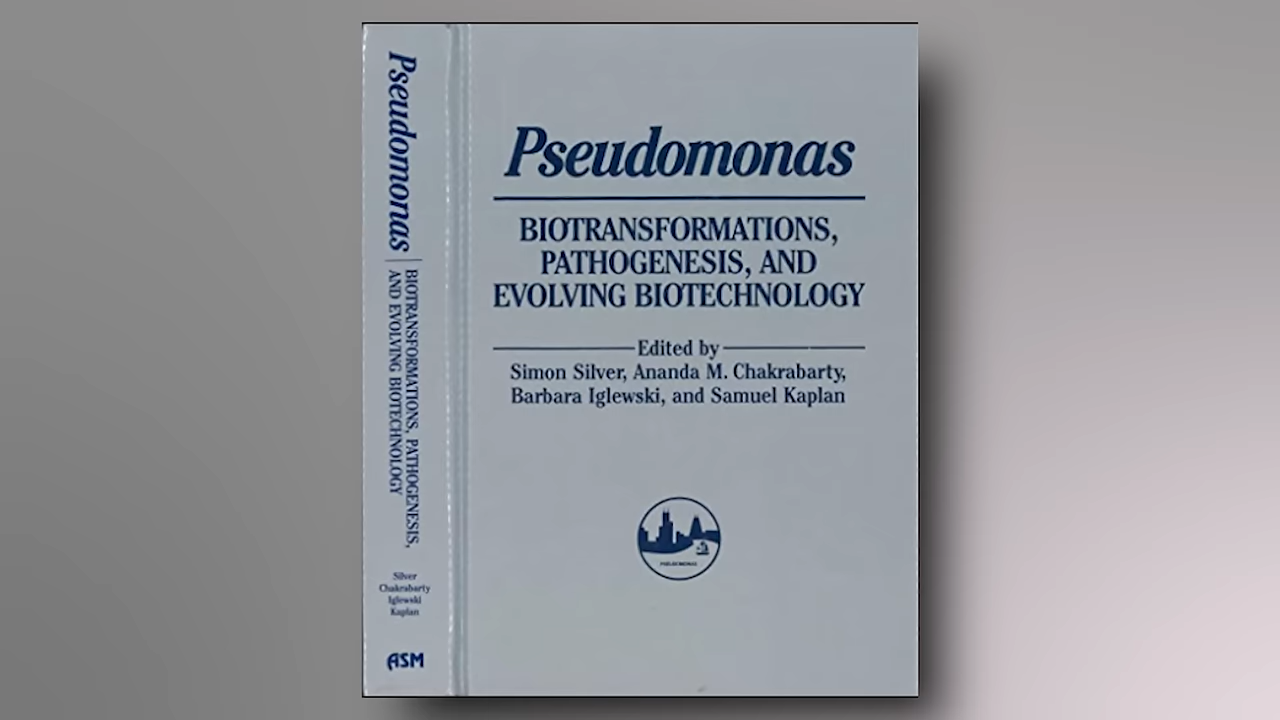 Pseudomonas
BIOTRANSFORMATIONS, PATHOGENESIS,
AND EVOLVING BIOTECHNOLOGY
Silver
Chakrabarty
Iglewski
Kaplan
ASM
Pseudomonas
BIOTRANSFORMATIONS,
PATHOGENESIS, AND
EVOLVING BIOTECHNOLOGY
Edited by
Simon Silver, Ananda M. Chakrabarty,
Barbara Iglewski, and Samuel Kaplan
PSEUDOMONAS